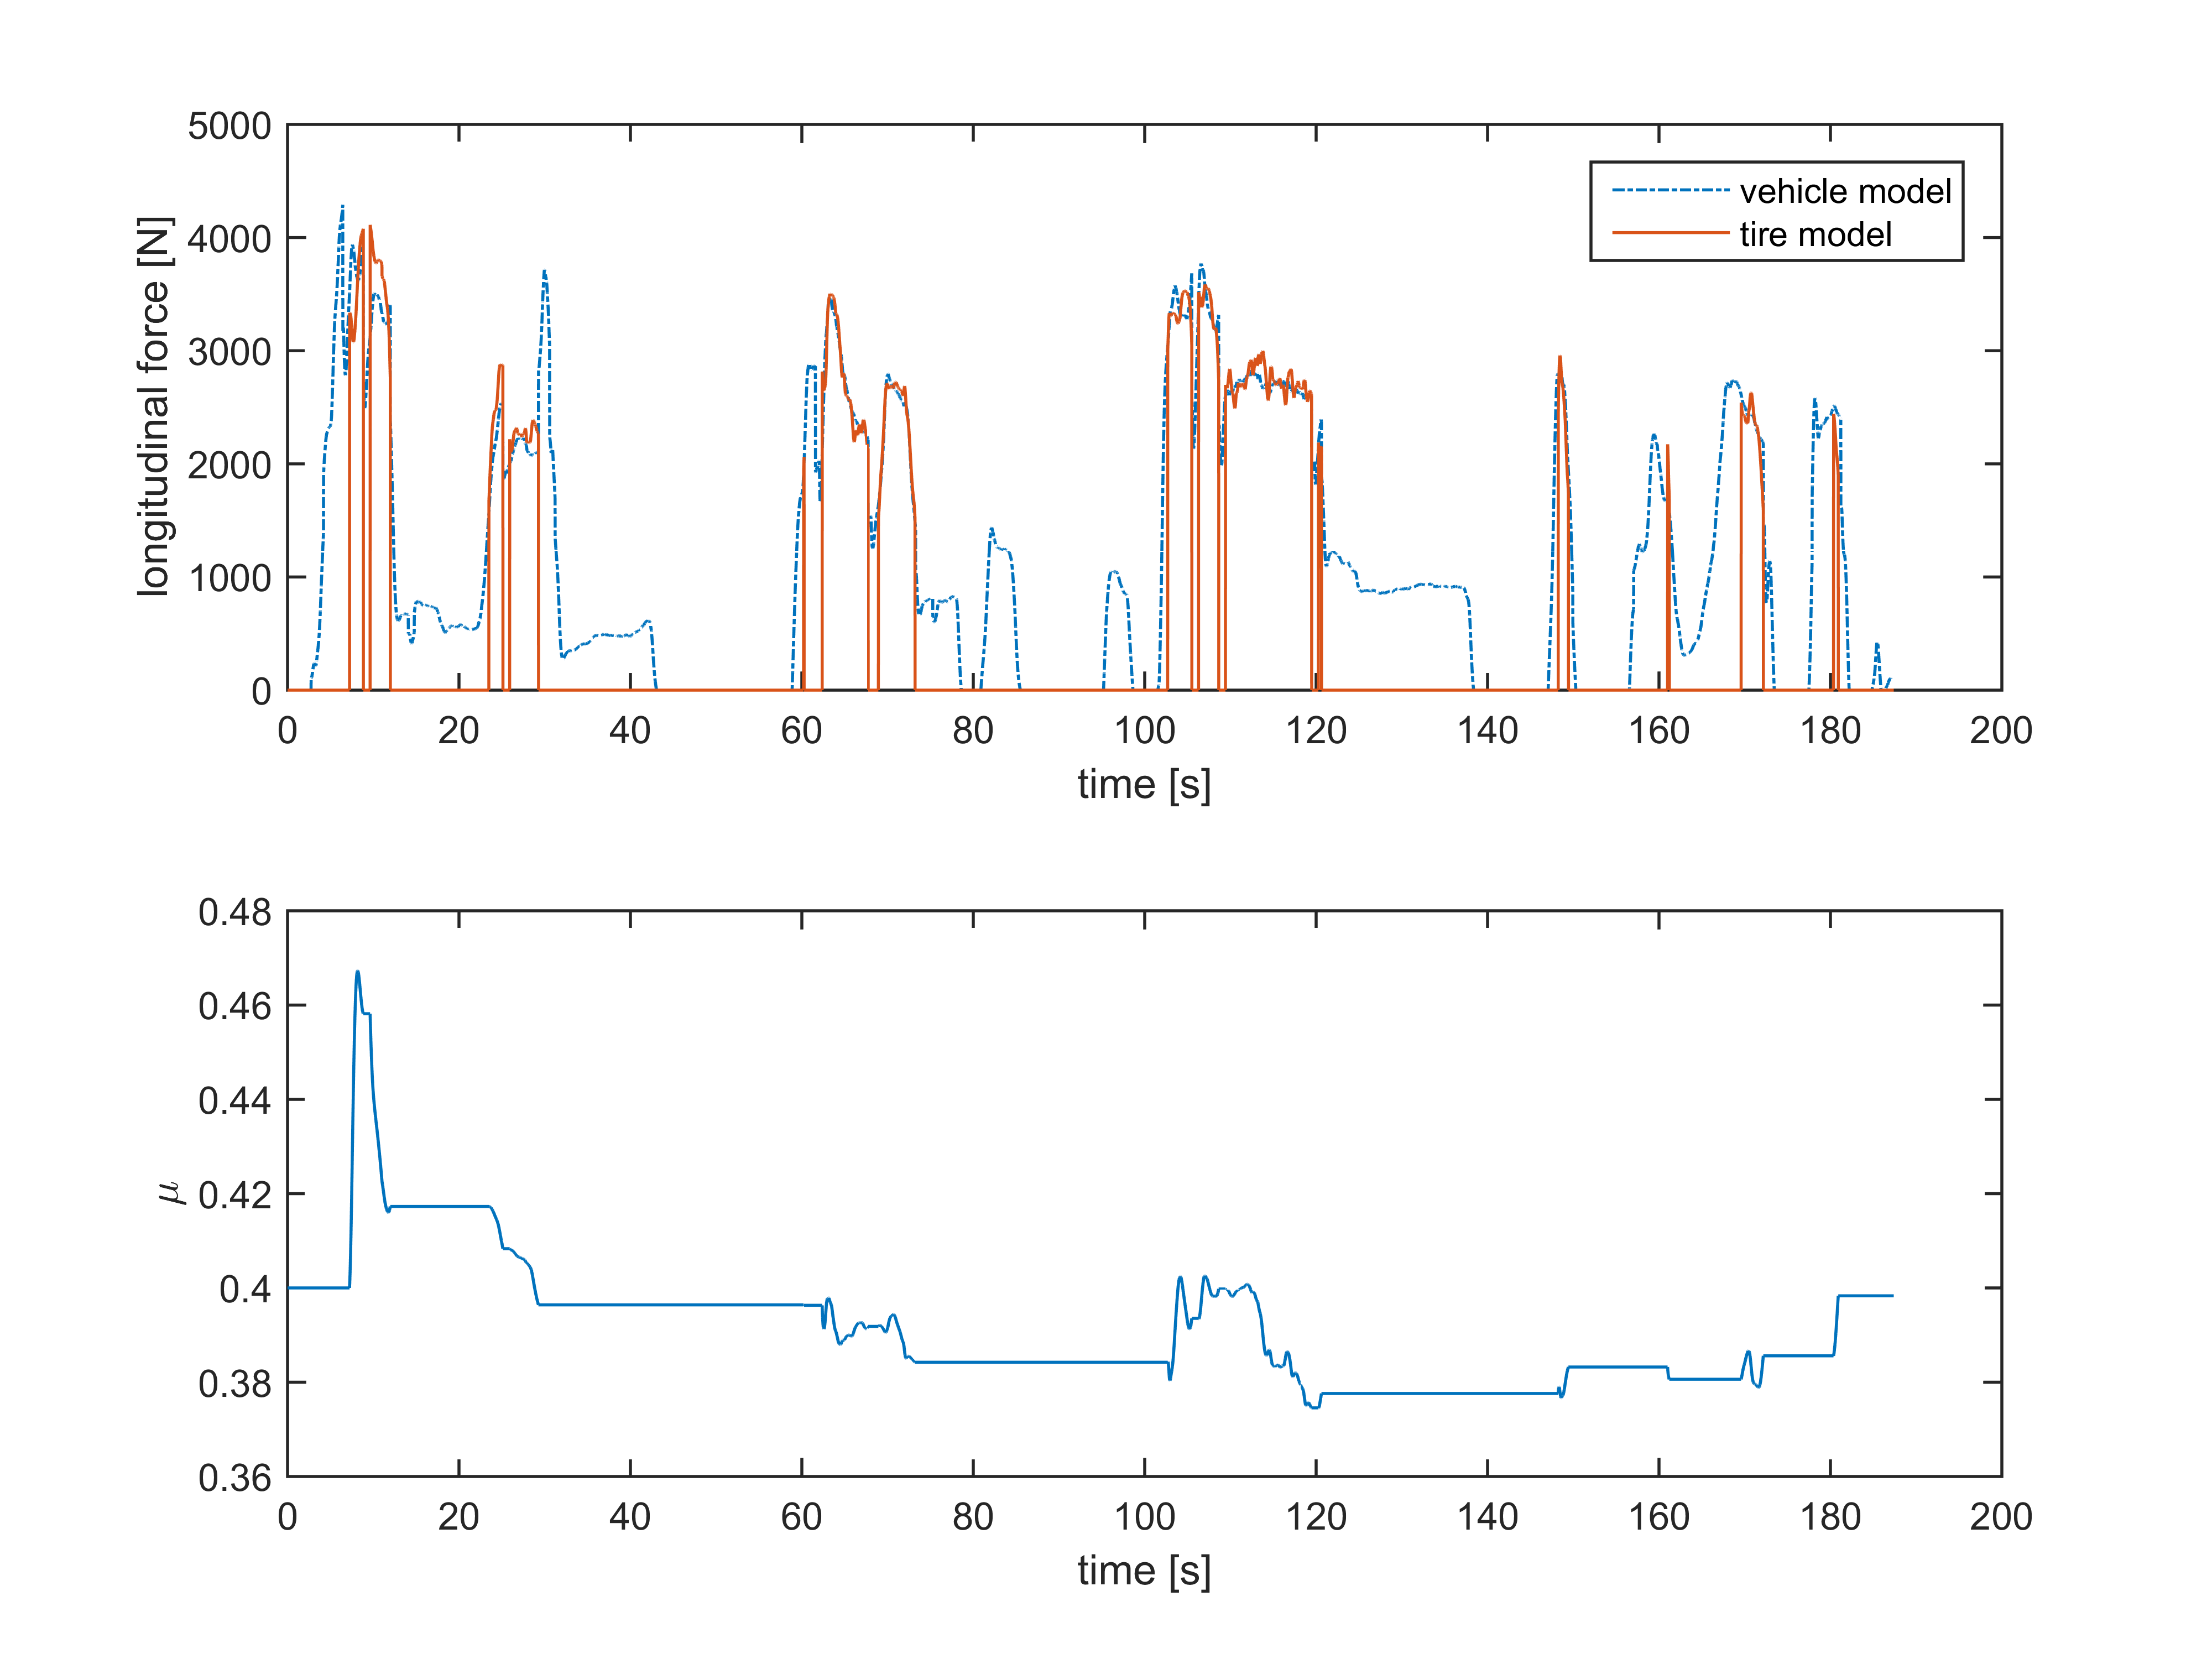 longitudinal force [N]
5000
4000
3000
2000
1000
0
vehicle model
tire model
0 20 40 60 80 100 120 140 160 180 200
time [s]
μ
0.48
0.46
0.44
0.42
0.4
0.38
0.36
0 20 40 60 80 100 120 140 160 180 200
time [s]